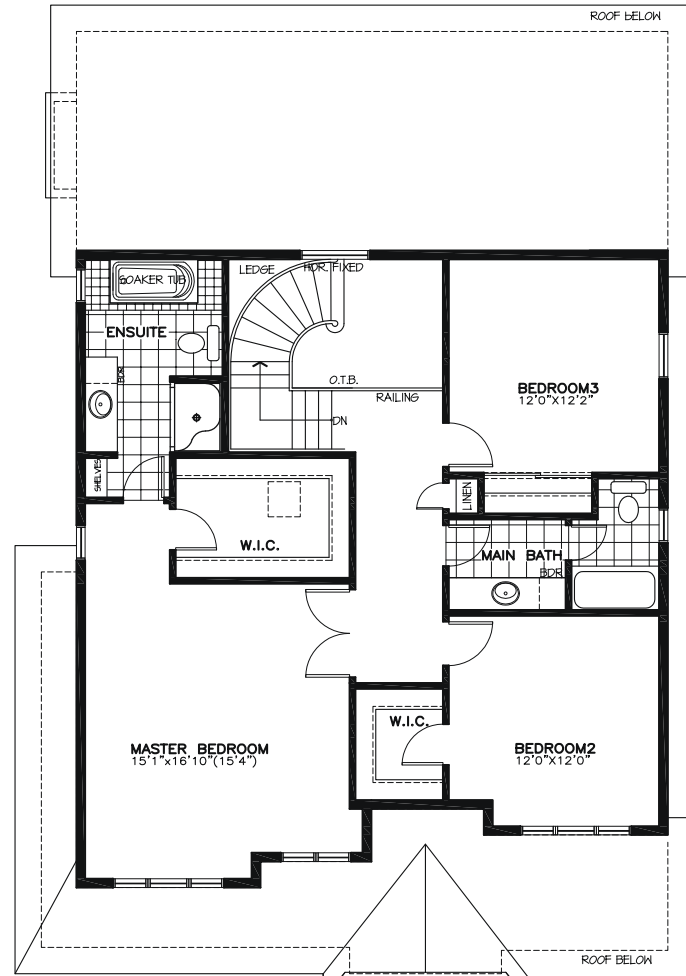 ROOF BELOW
LEDGE
HDR. FIXED
SOAKER TUB
ENSUITE
BDR
O.T.B.
RAILING
BEDROOM3
12'0"X12'2"
DN
SHELVES
LINEN
W.I.C.
MAIN BATH
BDR
W.I.C.
MASTER BEDROOM
15'1"x16'10"(15'4")
BEDROOM2
12'0"X12'0"
ROOF BELOW